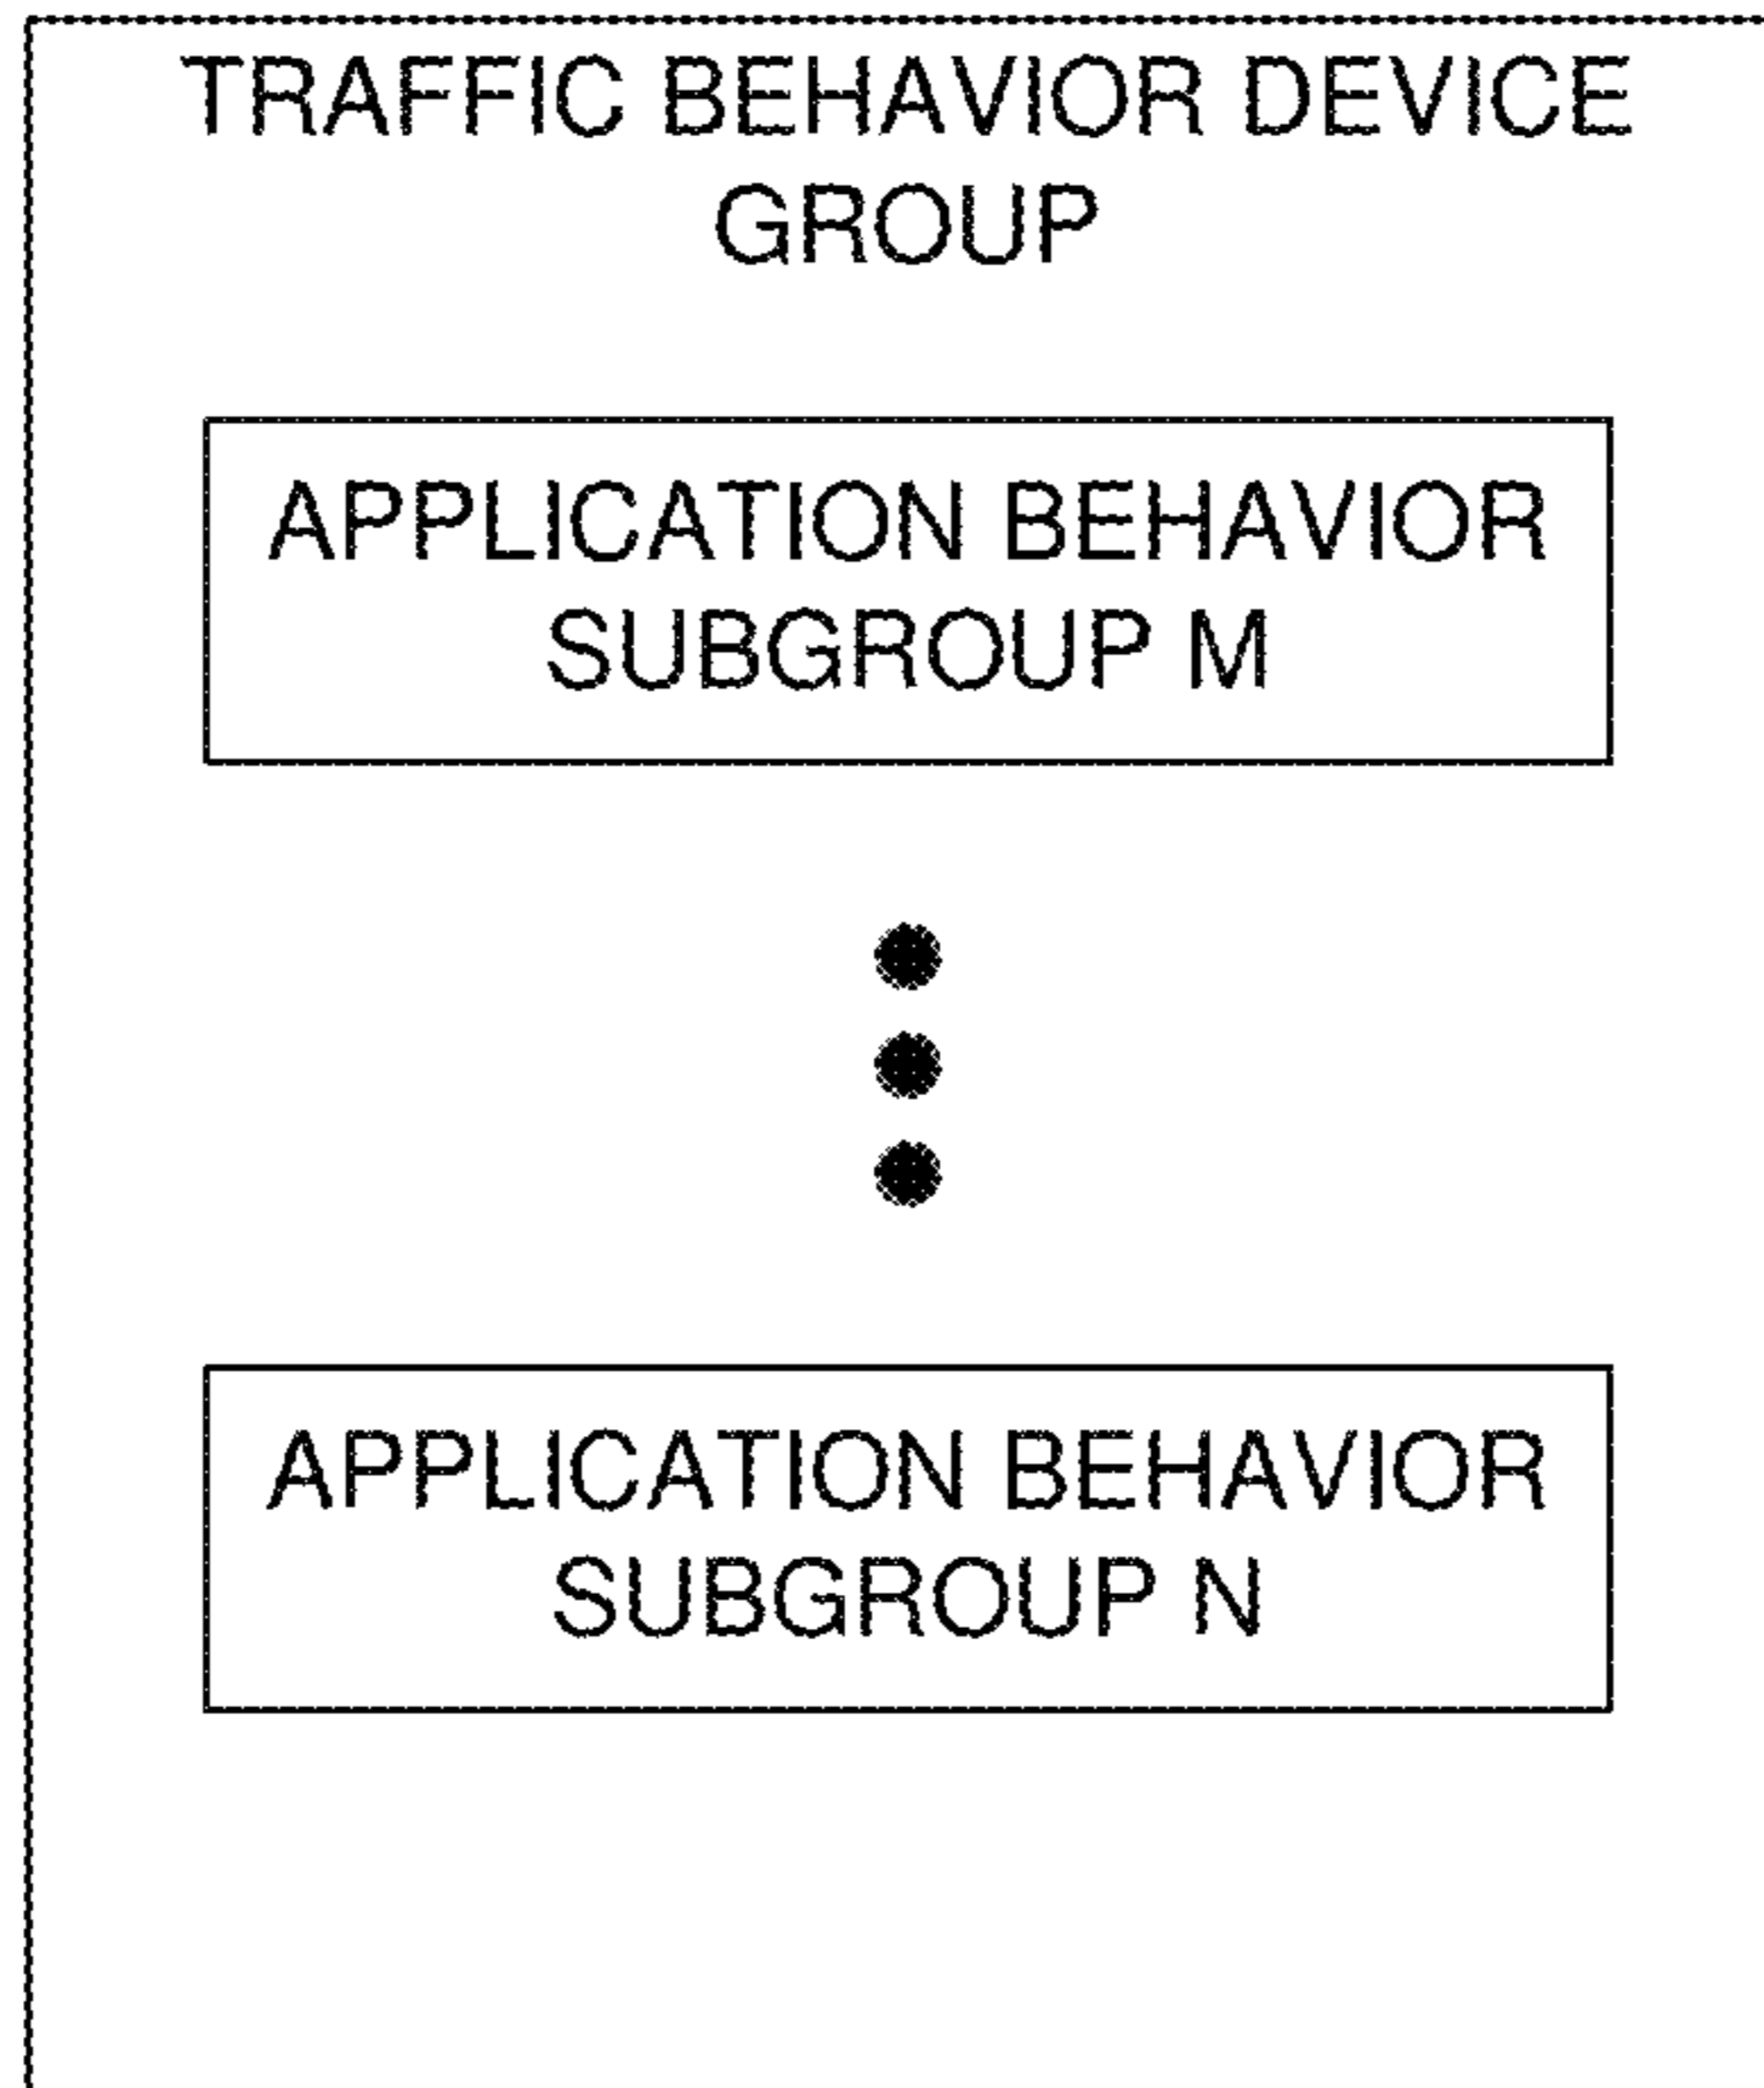 TRAFFIC BEHAVIOR DEVICE
GROUP
APPLICATION BEHAVIOR
SUBGROUP M
APPLICATION BEHAVIOR
SUBGROUP N